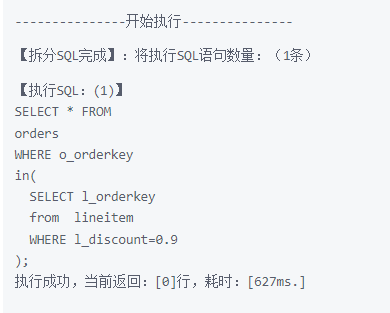 ---------------开始执行---------------
【拆分SQL完成】：将执行SQL语句数量：（1条）
【执行SQL：(1)】
SELECT * FROM
orders
WHERE o_orderkey
in(
  SELECT l_orderkey
  from  lineitem
  WHERE l_discount=0.9
);
执行成功，当前返回：[0]行，耗时：[627ms.]